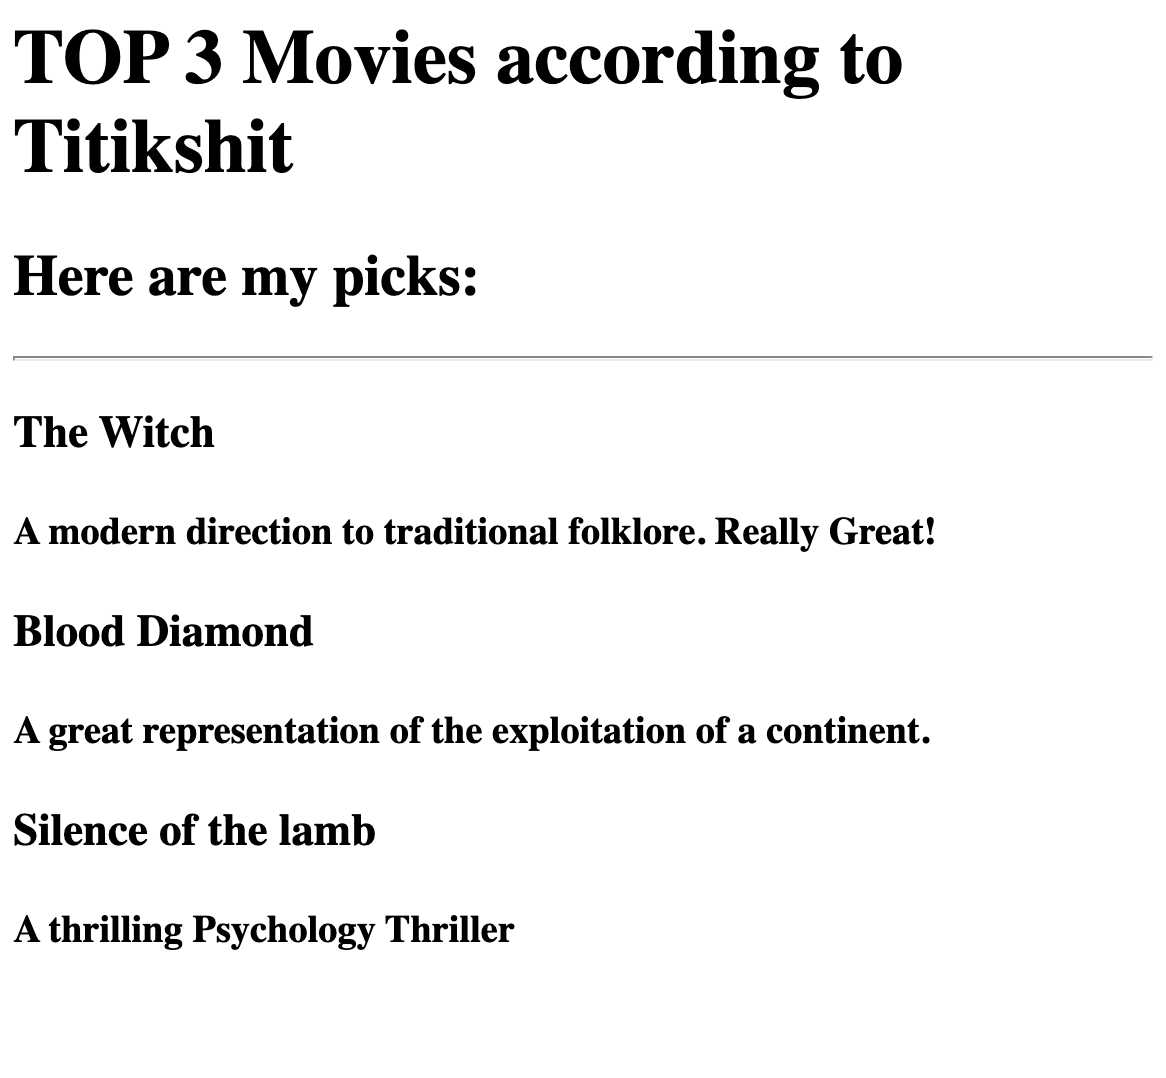 TOP 3 Movies according to
Titikshit
Here are my picks:
The Witch
A modern direction to traditional folklore. Really Great!
Blood Diamond
A great representation of the exploitation of a continent.
Silence of the lamb
A thrilling Psychology Thriller